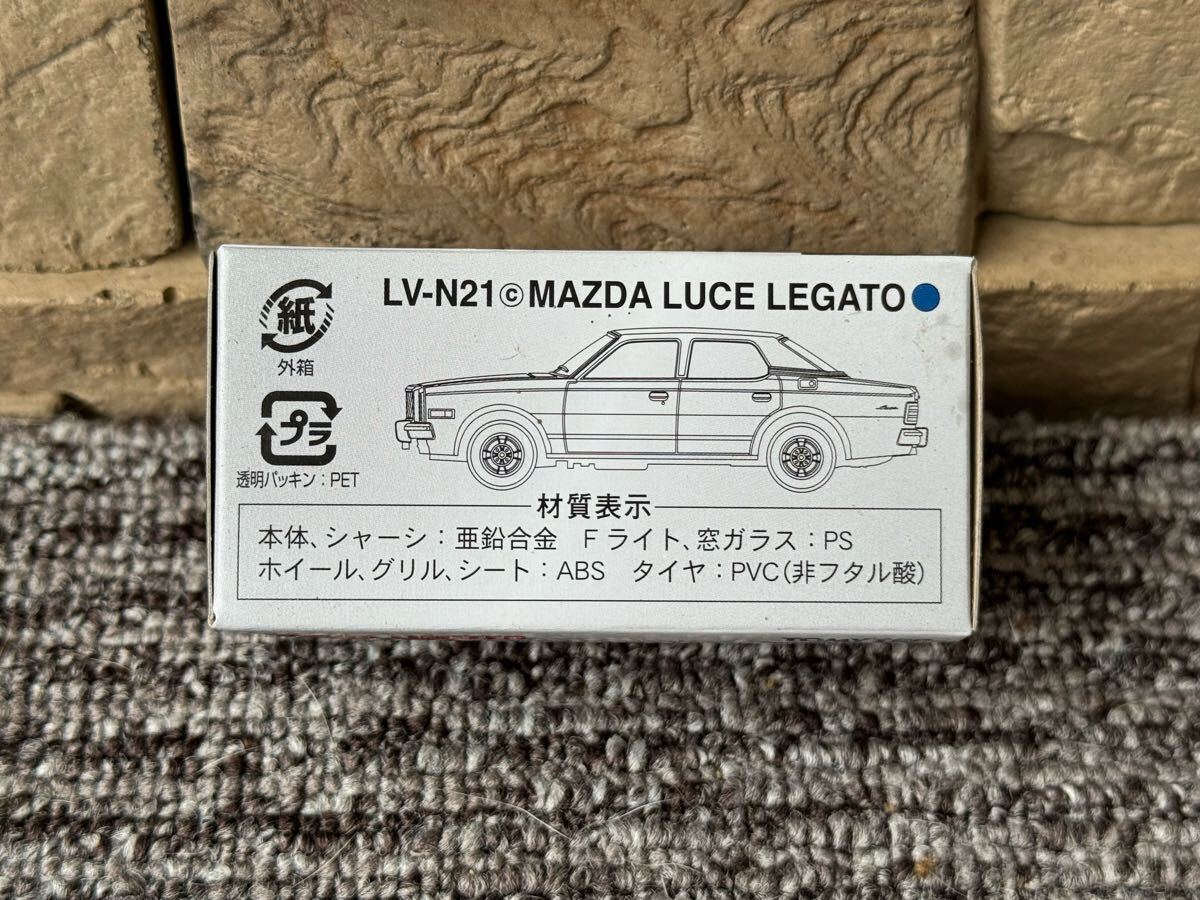 LV-N21ⓒMAZDA LUCE LEGATO
紙
外箱
プラ
透明パッキン：PET
材質表示
本体、シャーシ：亜鉛合金　Fライト、窓ガラス：PS
ホイール、グリル、シート：ABS　タイヤ：PVC(非フタル酸)